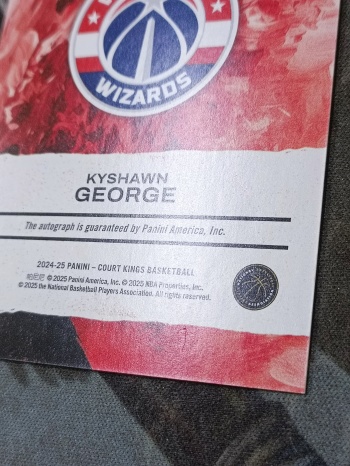 WIZARDS
KYSHAWN
GEORGE
The autograph is guaranteed by Panini America, Inc.
2024-25 PANINI – COURT KINGS BASKETBALL
© 2025 Panini America, Inc. © 2025 NBA Properties, Inc.
© 2025 the National Basketball Players Association. All rights reserved.